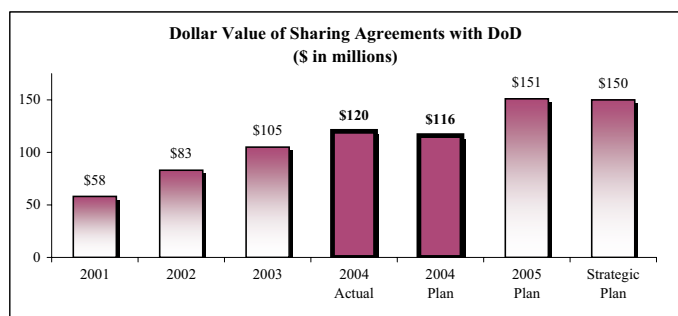 Dollar Value of Sharing Agreements with DoD
($ in millions)
$151 $150
150
$120 $116
$105
100
$83
$58
50
0
2001 2002 2003 2004 2004 2005 Strategic
Actual Plan Plan Plan